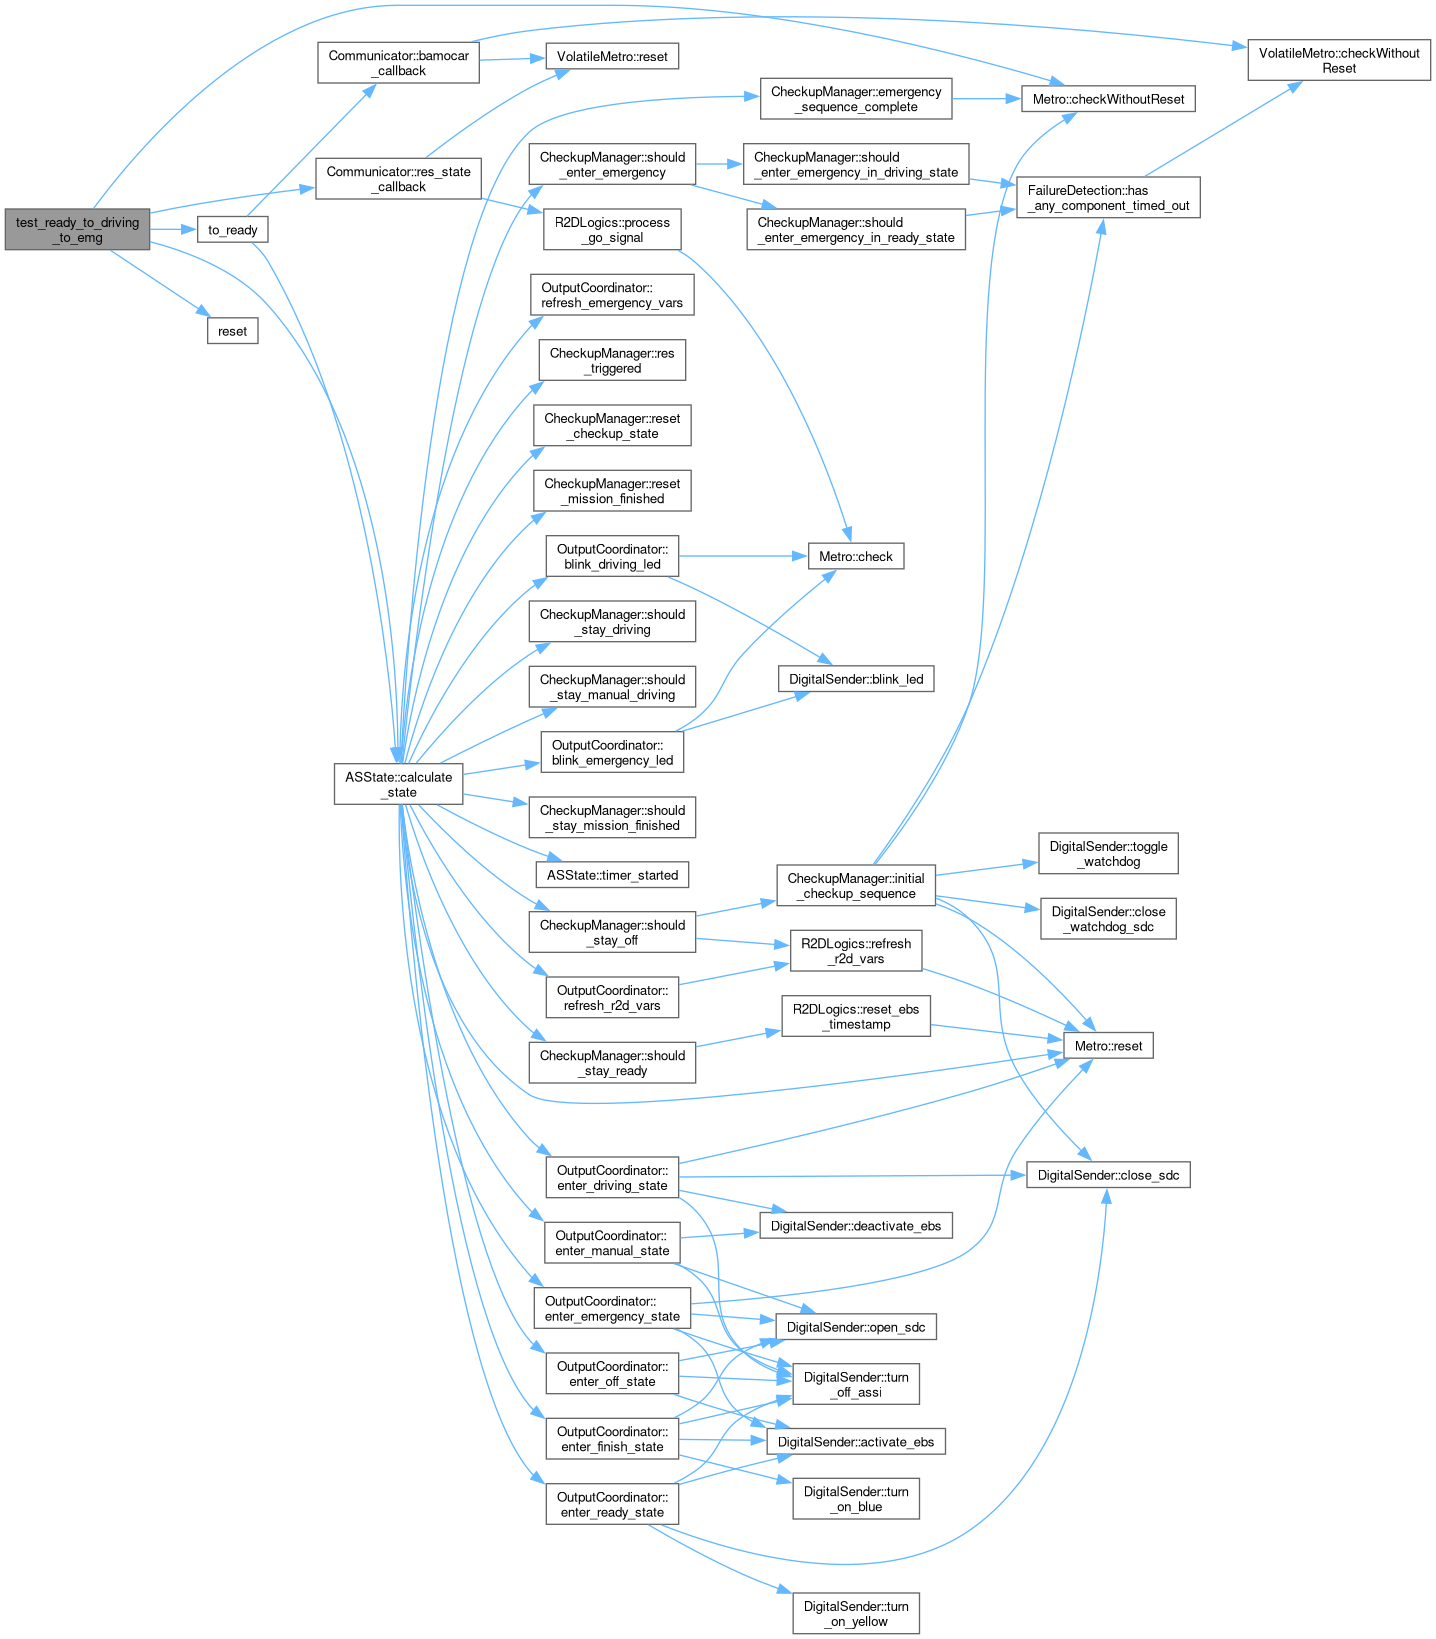 test_ready_to_driving
_to_emg
to_ready
reset
Communicator::bamocar
_callback
Communicator::res_state
_callback
ASState::calculate
_state
VolatileMetro::reset
CheckupManager::should
_enter_emergency
R2DLogics::process
_go_signal
OutputCoordinator::
refresh_emergency_vars
CheckupManager::res
_triggered
CheckupManager::reset
_checkup_state
CheckupManager::reset
_mission_finished
OutputCoordinator::
blink_driving_led
CheckupManager::should
_stay_driving
CheckupManager::should
_stay_manual_driving
OutputCoordinator::
blink_emergency_led
CheckupManager::should
_stay_mission_finished
ASState::timer_started
CheckupManager::should
_stay_off
OutputCoordinator::
refresh_r2d_vars
CheckupManager::should
_stay_ready
OutputCoordinator::
enter_driving_state
OutputCoordinator::
enter_manual_state
OutputCoordinator::
enter_emergency_state
OutputCoordinator::
enter_off_state
OutputCoordinator::
enter_finish_state
OutputCoordinator::
enter_ready_state
CheckupManager::emergency
_sequence_complete
CheckupManager::should
_enter_emergency_in_driving_state
CheckupManager::should
_enter_emergency_in_ready_state
Metro::check
DigitalSender::blink_led
CheckupManager::initial
_checkup_sequence
R2DLogics::refresh
_r2d_vars
R2DLogics::reset_ebs
_timestamp
DigitalSender::deactivate_ebs
DigitalSender::open_sdc
DigitalSender::turn
_off_assi
DigitalSender::activate_ebs
DigitalSender::turn
_on_blue
DigitalSender::turn
_on_yellow
Metro::checkWithoutReset
FailureDetection::has
_any_component_timed_out
DigitalSender::toggle
_watchdog
DigitalSender::close
_watchdog_sdc
Metro::reset
DigitalSender::close_sdc
VolatileMetro::checkWithout
Reset